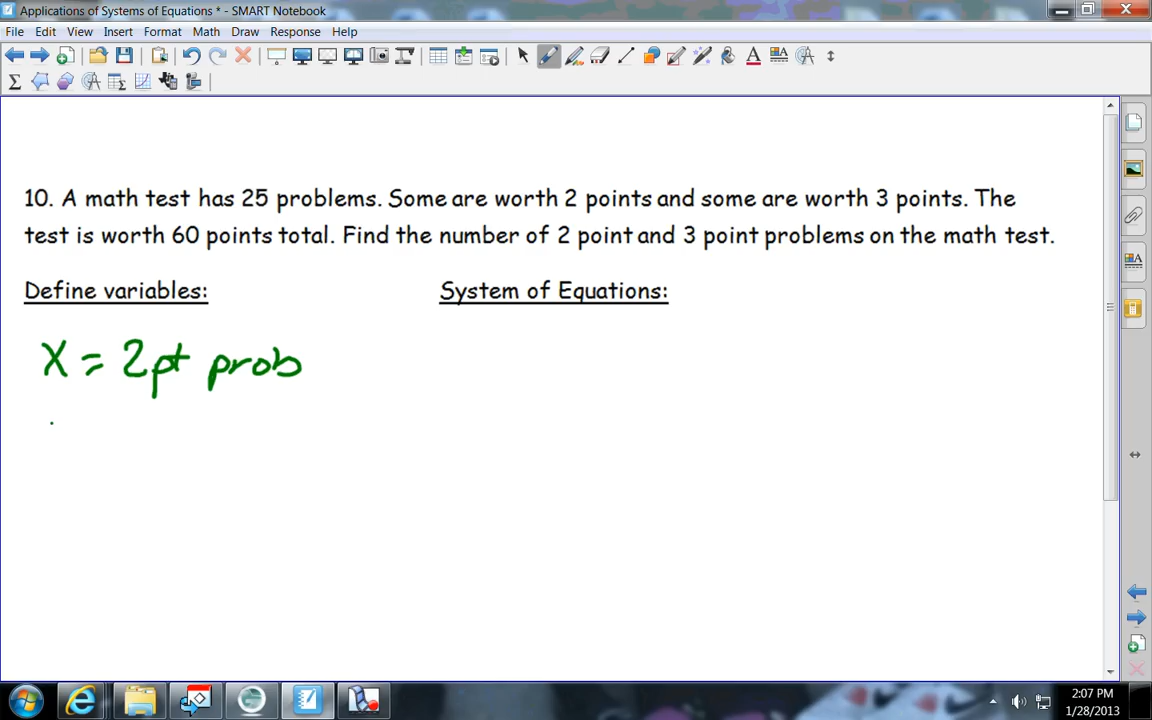 Applications of Systems of Equations * - SMART Notebook
File Edit View Insert Format Math Draw Response Help
10. A math test has 25 problems. Some are worth 2 points and some are worth 3 points. The
test is worth 60 points total. Find the number of 2 point and 3 point problems on the math test.
Define variables: System of Equations:
X = 2pt prob
2:07 PM
1/28/2013